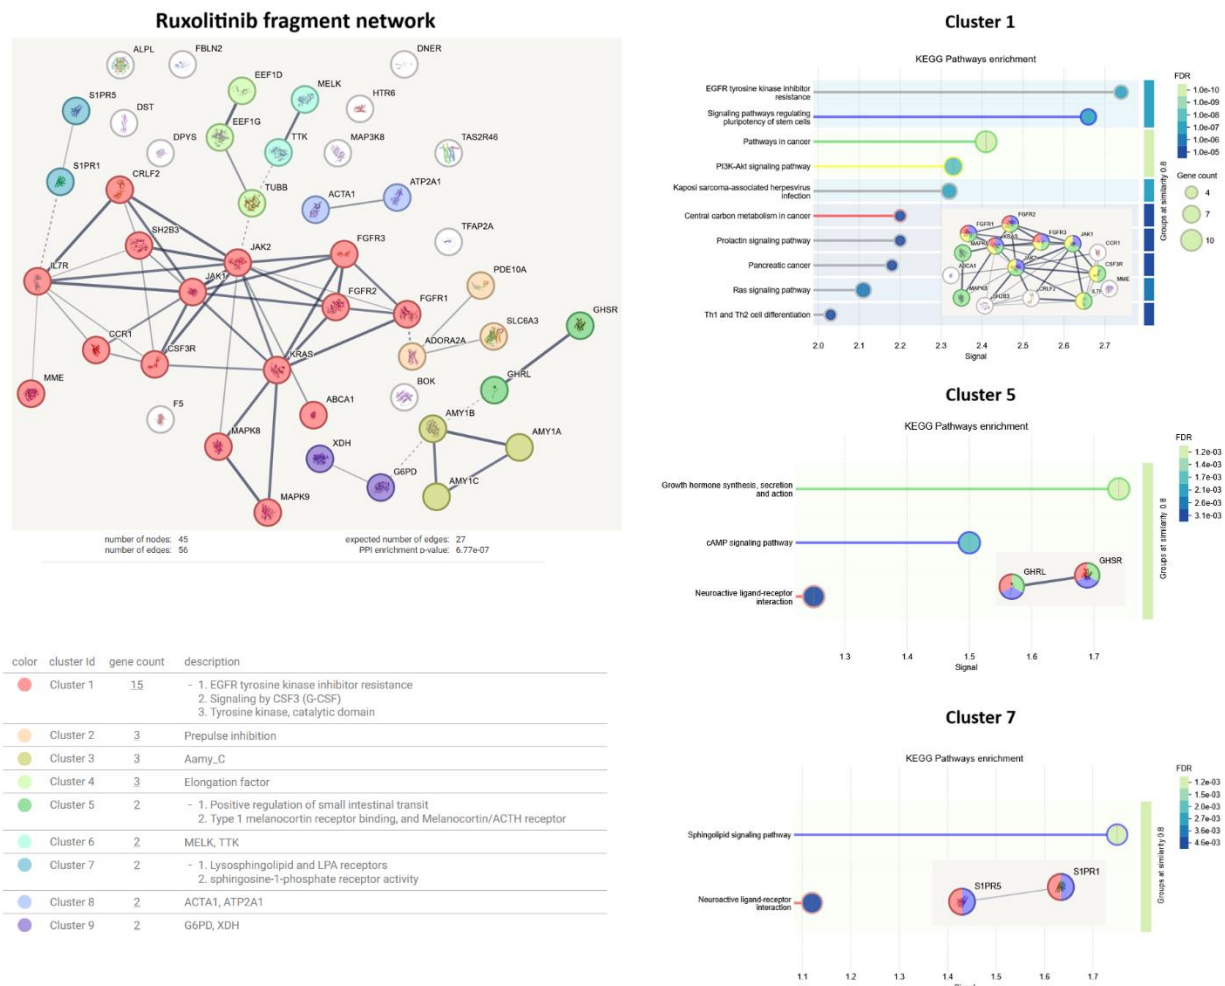 Ruxolitinib fragment network
ALPL
FBLN2
DNER
S1PR5
EEF1D
MELK
HTR6
DST
EEF1G
TTK
MAP3K8
DPYS
TAS2R46
S1PR1
CRLF2
TUBB
ACTA1
ATP2A1
SH2B3
JAK2
FGFR3
TFAP2A
IL7R
JAK1
FGFR2
PDE10A
FGFR1
SLC6A3
GHSR
CCR1
CSF3R
KRAS
ADORA2A
MME
GHRL
BOK
F5
ABCA1
AMY1B
AMY1A
MAPK8
XDH
G6PD
AMY1C
MAPK9
number of nodes: 45
number of edges: 56
expected number of edges: 27
PPI enrichment p-value: 6.77e-07
color cluster Id gene count description
Cluster 1 15 - 1. EGFR tyrosine kinase inhibitor resistance
2. Signaling by CSF3 (G-CSF)
3. Tyrosine kinase, catalytic domain
Cluster 2 3 Prepulse inhibition
Cluster 3 3 Aamy_C
Cluster 4 3 Elongation factor
Cluster 5 2 - 1. Positive regulation of small intestinal transit
2. Type 1 melanocortin receptor binding, and Melanocortin/ACTH receptor
Cluster 6 2 MELK, TTK
Cluster 7 2 - 1. Lysosphingolipid and LPA receptors
2. sphingosine-1-phosphate receptor activity
Cluster 8 2 ACTA1, ATP2A1
Cluster 9 2 G6PD, XDH
Cluster 1
KEGG Pathways enrichment
EGFR tyrosine kinase inhibitor
resistance
Signaling pathways regulating
pluripotency of stem cells
Pathways in cancer
PI3K-Akt signaling pathway
Kaposi sarcoma-associated herpesvirus
infection
Central carbon metabolism in cancer
Prolactin signaling pathway
Pancreatic cancer
Ras signaling pathway
Th1 and Th2 cell differentiation
FGFR2
FGFR1
FGFR3
JAK1
KRAS
CCR1
CSF3R
ABCA1
MME
MAPK8
CRLF2
SH2B3
2.0 2.1 2.2 2.3 2.4 2.5 2.6 2.7
Signal
Groups at similarity 0.8
FDR
1.0e-10
1.0e-09
1.0e-08
1.0e-07
1.0e-06
1.0e-05
Gene count
4
7
10
Cluster 5
KEGG Pathways enrichment
Growth hormone synthesis, secretion
and action
cAMP signaling pathway
Neuroactive ligand-receptor
interaction
GHRL
GHSR
1.3 1.4 1.5 1.6 1.7
Signal
Groups at similarity 0.8
FDR
1.2e-03
1.4e-03
1.7e-03
2.1e-03
2.6e-03
3.1e-03
Cluster 7
KEGG Pathways enrichment
Sphingolipid signaling pathway
Neuroactive ligand-receptor
interaction
S1PR5
S1PR1
1.1 1.2 1.3 1.4 1.5 1.6 1.7
Groups at similarity 0.8
FDR
1.2e-03
1.5e-03
2.0e-03
2.7e-03
3.6e-03
4.6e-03